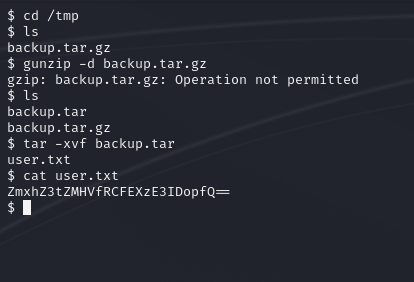 $ cd /tmp
$ ls
backup.tar.gz
$ gunzip -d backup.tar.gz
gzip: backup.tar.gz: Operation not permitted
$ ls
backup.tar
backup.tar.gz
$ tar -xvf backup.tar
user.txt
$ cat user.txt
ZmxhZ3tZMHVfRCFEXzE3IDopfQ==
$